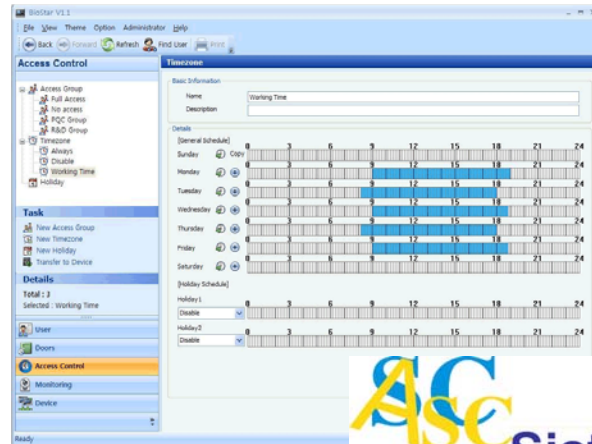 BioStar V1.1
File View Theme Option Administrator Help
Back Forward Refresh Find User Print
Access Control
Access Group
Full Access
No access
PQC Group
R&D Group
Timezone
Always
Disable
Working Time
Holiday
Task
New Access Group
New Timezone
New Holiday
Transfer to Device
Details
Total : 3
Selected : Working Time
User
Doors
Access Control
Monitoring
Device
Ready
Timezone
Basic Information
Name Working Time
Description
Details
[General Schedule]
0 3 6 9 12 15 18 21 24
Sunday Copy
0 3 6 9 12 15 18 21 24
Monday
0 3 6 9 12 15 18 21 24
Tuesday
0 3 6 9 12 15 18 21 24
Wednesday
0 3 6 9 12 15 18 21 24
Thursday
0 3 6 9 12 15 18 21 24
Friday
0 3 6 9 12 15 18 21 24
Saturday
[Holiday Schedule]
Holiday1
0 3 6 9 12 15 18 21 24
Disable
Holiday2
0 3 6 9 12 15 18 21 24
Disable
SC
Asc